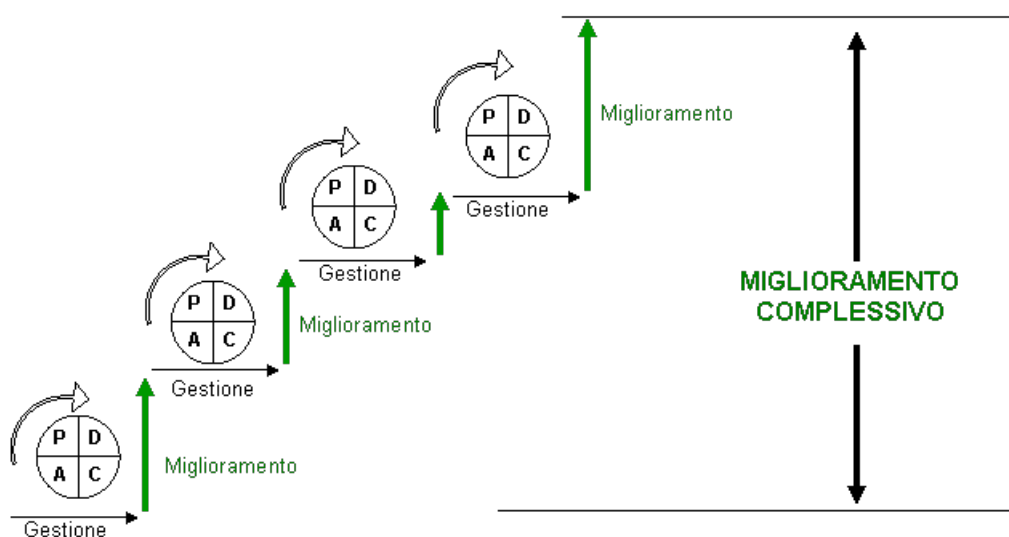 P D
Miglioramento
A C
Gestione
P D
A C
Gestione
MIGLIORAMENTO
COMPLESSIVO
P D
A C
Miglioramento
Gestione
P D
A C
Miglioramento
Gestione